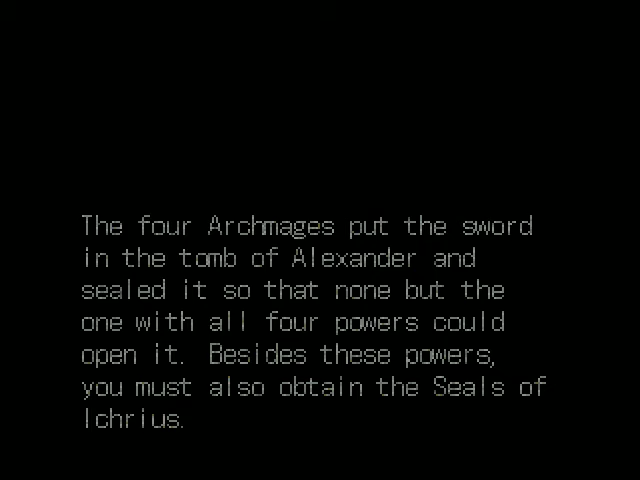 The four Archmages put the sword
in the tomb of Alexander and
sealed it so that none but the
one with all four powers could
open it. Besides these powers,
you must also obtain the Seals of
Ichrius.